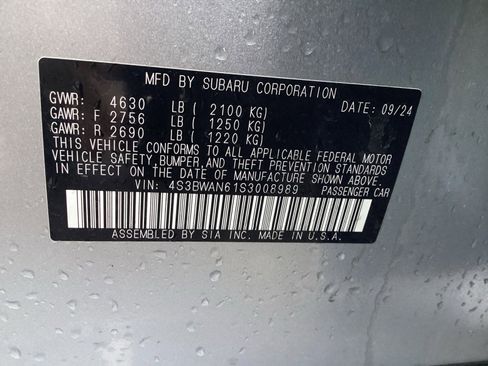 MFD BY SUBARU CORPORATION
GVWR: 4630 LB ( 2100 KG) DATE: 09/24
GAWR: F 2756 LB ( 1250 KG)
GAWR: R 2690 LB ( 1220 KG)
THIS VEHICLE CONFORMS TO ALL APPLICABLE FEDERAL MOTOR
VEHICLE SAFETY, BUMPER, AND THEFT PREVENTION STANDARDS
IN EFFECT ON THE DATE OF MANUFACTURE SHOWN ABOVE.
VIN: 4S3BWAN61S3008989 PASSENGER CAR
ASSEMBLED BY SIA INC. MADE IN U.S.A.